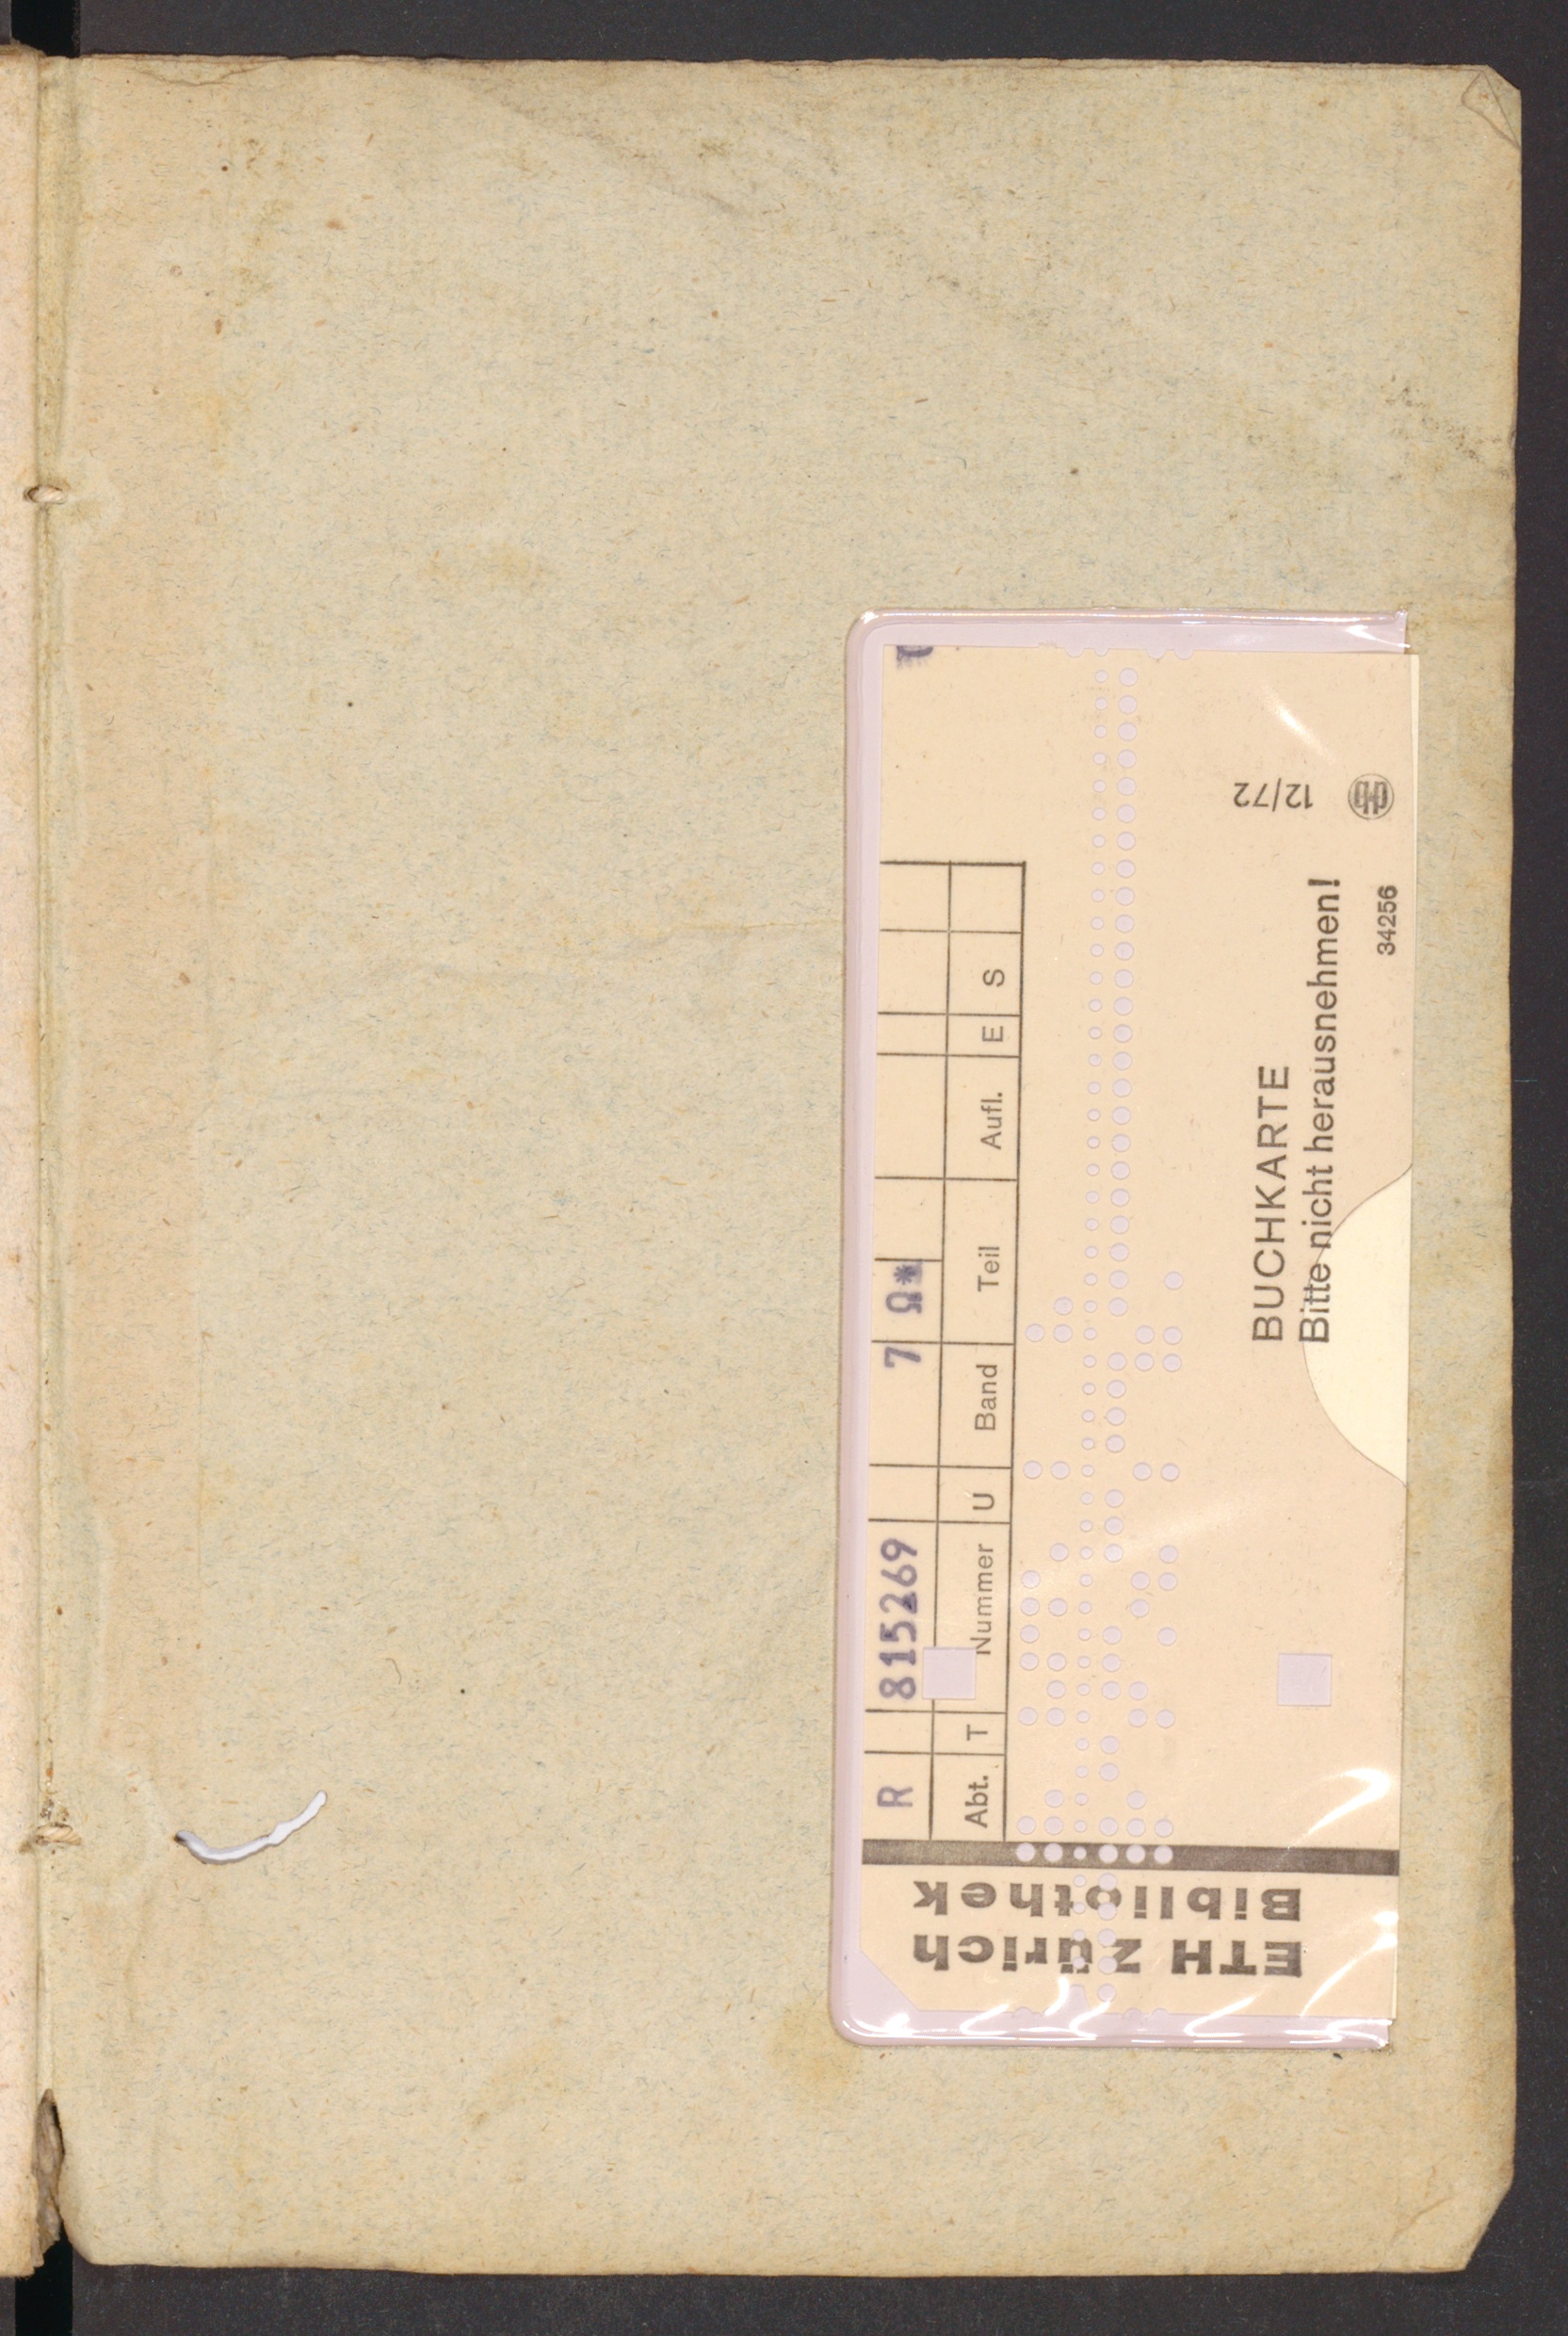 ETH Zürich
Bibliothek
R 815269 7 Ω*
Abt. T Nummer U Band Teil Aufl. E S
BUCHKARTE
Bitte nicht herausnehmen!
34256
12/72